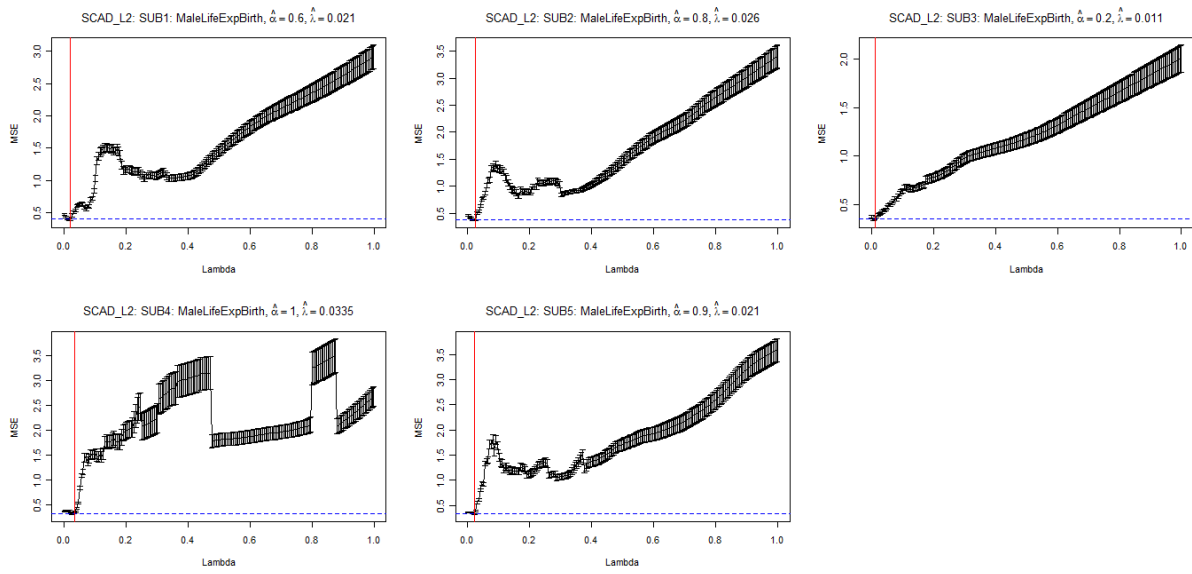 SCAD_L2: SUB1: MaleLifeExpBirth, α̂ = 0.6, λ̂ = 0.021
MSE
3.0
2.5
2.0
1.5
1.0
0.5
0.0 0.2 0.4 0.6 0.8 1.0
Lambda
SCAD_L2: SUB2: MaleLifeExpBirth, α̂ = 0.8, λ̂ = 0.026
MSE
3.5
3.0
2.5
2.0
1.5
1.0
0.5
0.0 0.2 0.4 0.6 0.8 1.0
Lambda
SCAD_L2: SUB3: MaleLifeExpBirth, α̂ = 0.2, λ̂ = 0.011
MSE
2.0
1.5
1.0
0.5
0.0 0.2 0.4 0.6 0.8 1.0
Lambda
SCAD_L2: SUB4: MaleLifeExpBirth, α̂ = 1, λ̂ = 0.0335
MSE
3.5
3.0
2.5
2.0
1.5
1.0
0.5
0.0 0.2 0.4 0.6 0.8 1.0
Lambda
SCAD_L2: SUB5: MaleLifeExpBirth, α̂ = 0.9, λ̂ = 0.021
MSE
3.5
3.0
2.5
2.0
1.5
1.0
0.5
0.0 0.2 0.4 0.6 0.8 1.0
Lambda